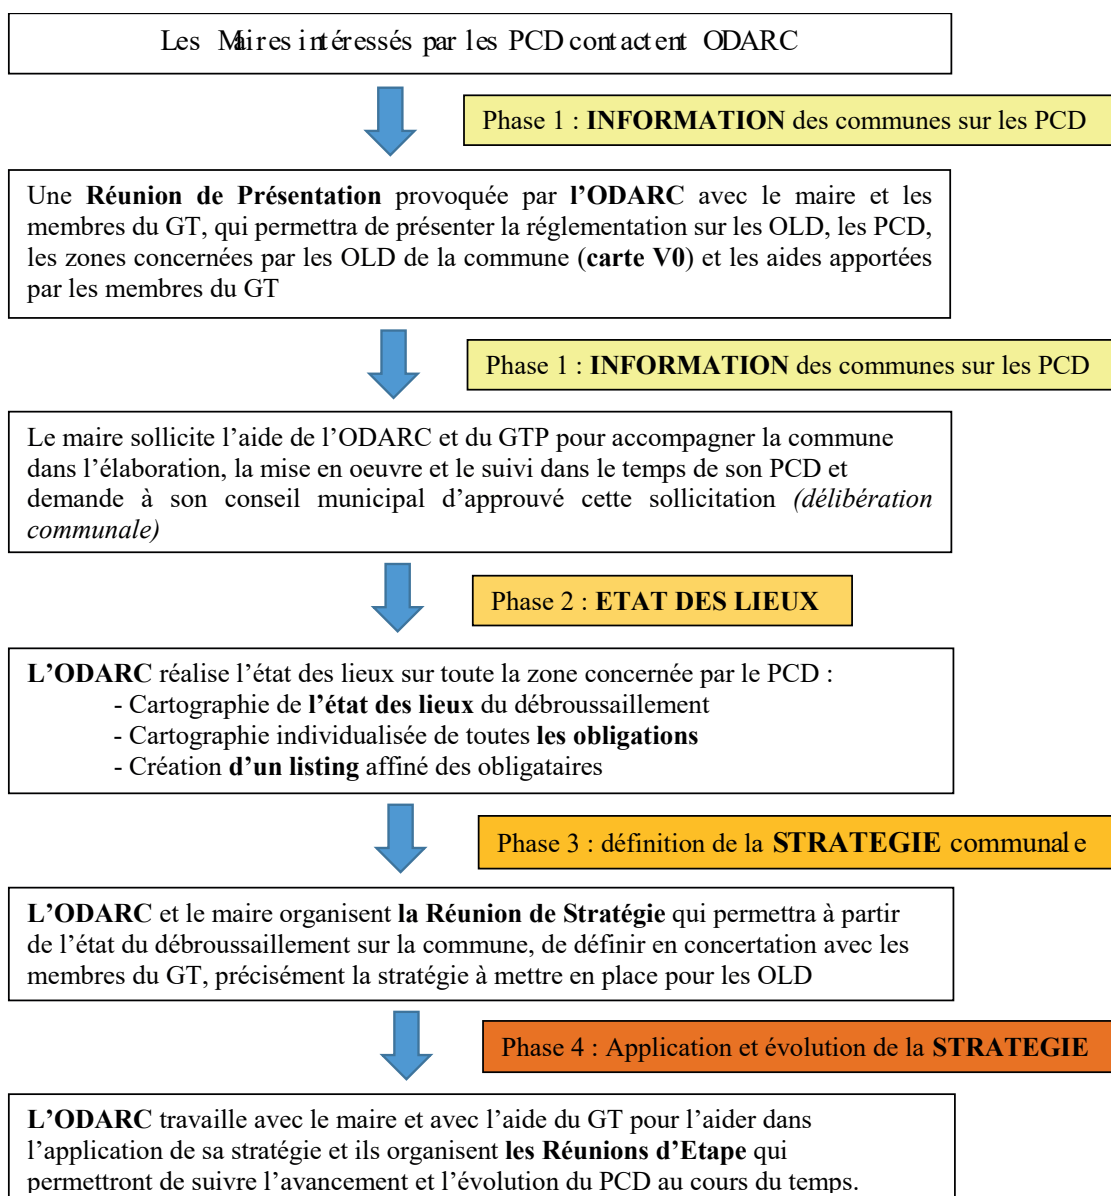 Les Maires intéressés par les PCD contactent ODARC
Phase 1 : INFORMATION des communes sur les PCD
Une Réunion de Présentation provoquée par l’ODARC avec le maire et les
membres du GT, qui permettra de présenter la réglementation sur les OLD, les PCD,
les zones concernées par les OLD de la commune (carte V0) et les aides apportées
par les membres du GT
Phase 1 : INFORMATION des communes sur les PCD
Le maire sollicite l’aide de l’ODARC et du GTP pour accompagner la commune
dans l’élaboration, la mise en oeuvre et le suivi dans le temps de son PCD et
demande à son conseil municipal d’approuvé cette sollicitation (délibération
communale)
Phase 2 : ETAT DES LIEUX
L’ODARC réalise l’état des lieux sur toute la zone concernée par le PCD :
- Cartographie de l’état des lieux du débroussaillement
- Cartographie individualisée de toutes les obligations
- Création d’un listing affiné des obligataires
Phase 3 : définition de la STRATEGIE communale
L’ODARC et le maire organisent la Réunion de Stratégie qui permettra à partir
de l’état du débroussaillement sur la commune, de définir en concertation avec les
membres du GT, précisément la stratégie à mettre en place pour les OLD
Phase 4 : Application et évolution de la STRATEGIE
L’ODARC travaille avec le maire et avec l’aide du GT pour l’aider dans
l’application de sa stratégie et ils organisent les Réunions d’Etape qui
permettront de suivre l’avancement et l’évolution du PCD au cours du temps.